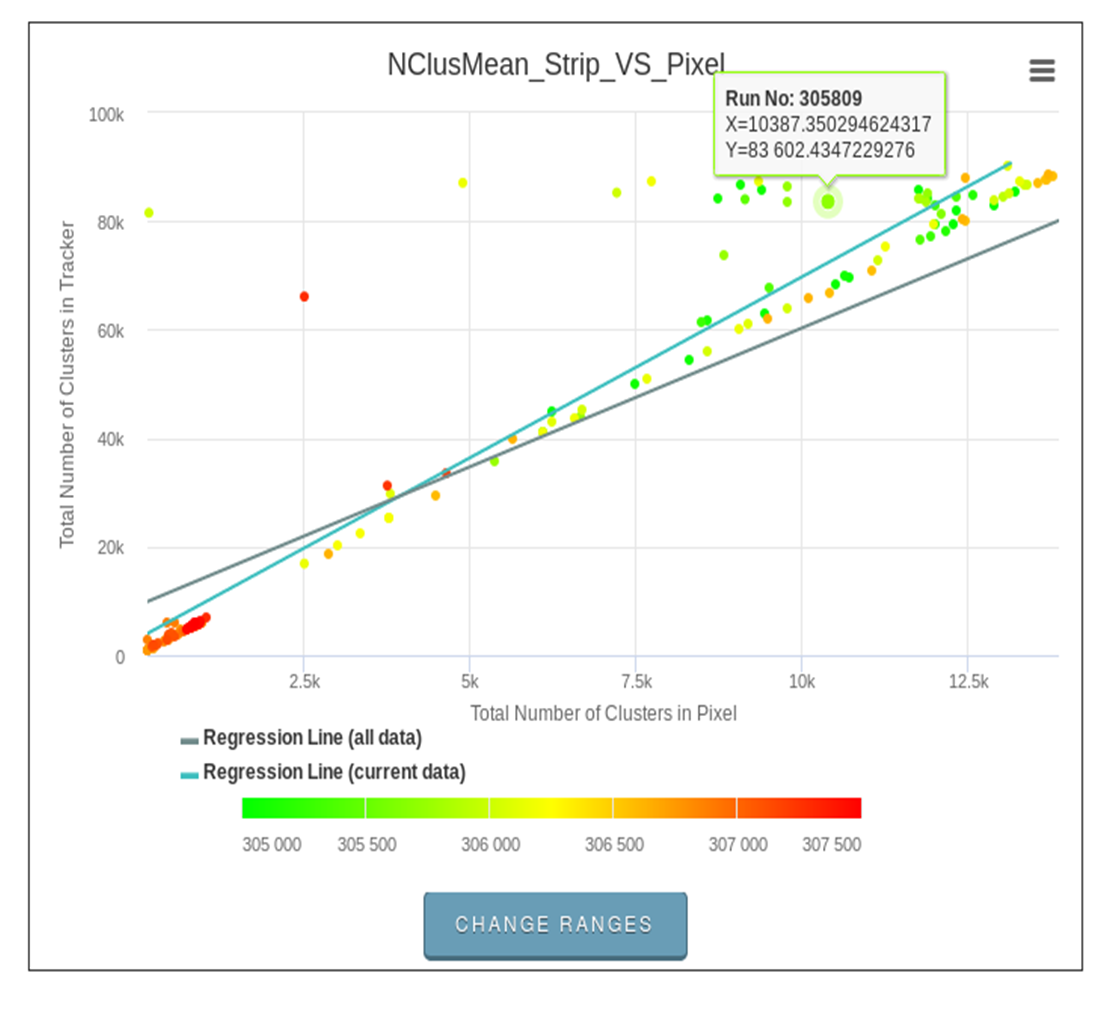 NClusMean_Strip_VS_Pixel
Run No: 305809
X=10387.350294624317
Y=83 602.4347229276
100k
80k
60k
40k
20k
0
Total Number of Clusters in Tracker
2.5k 5k 7.5k 10k 12.5k
Total Number of Clusters in Pixel
Regression Line (all data)
Regression Line (current data)
305 000 305 500 306 000 306 500 307 000 307 500
CHANGE RANGES